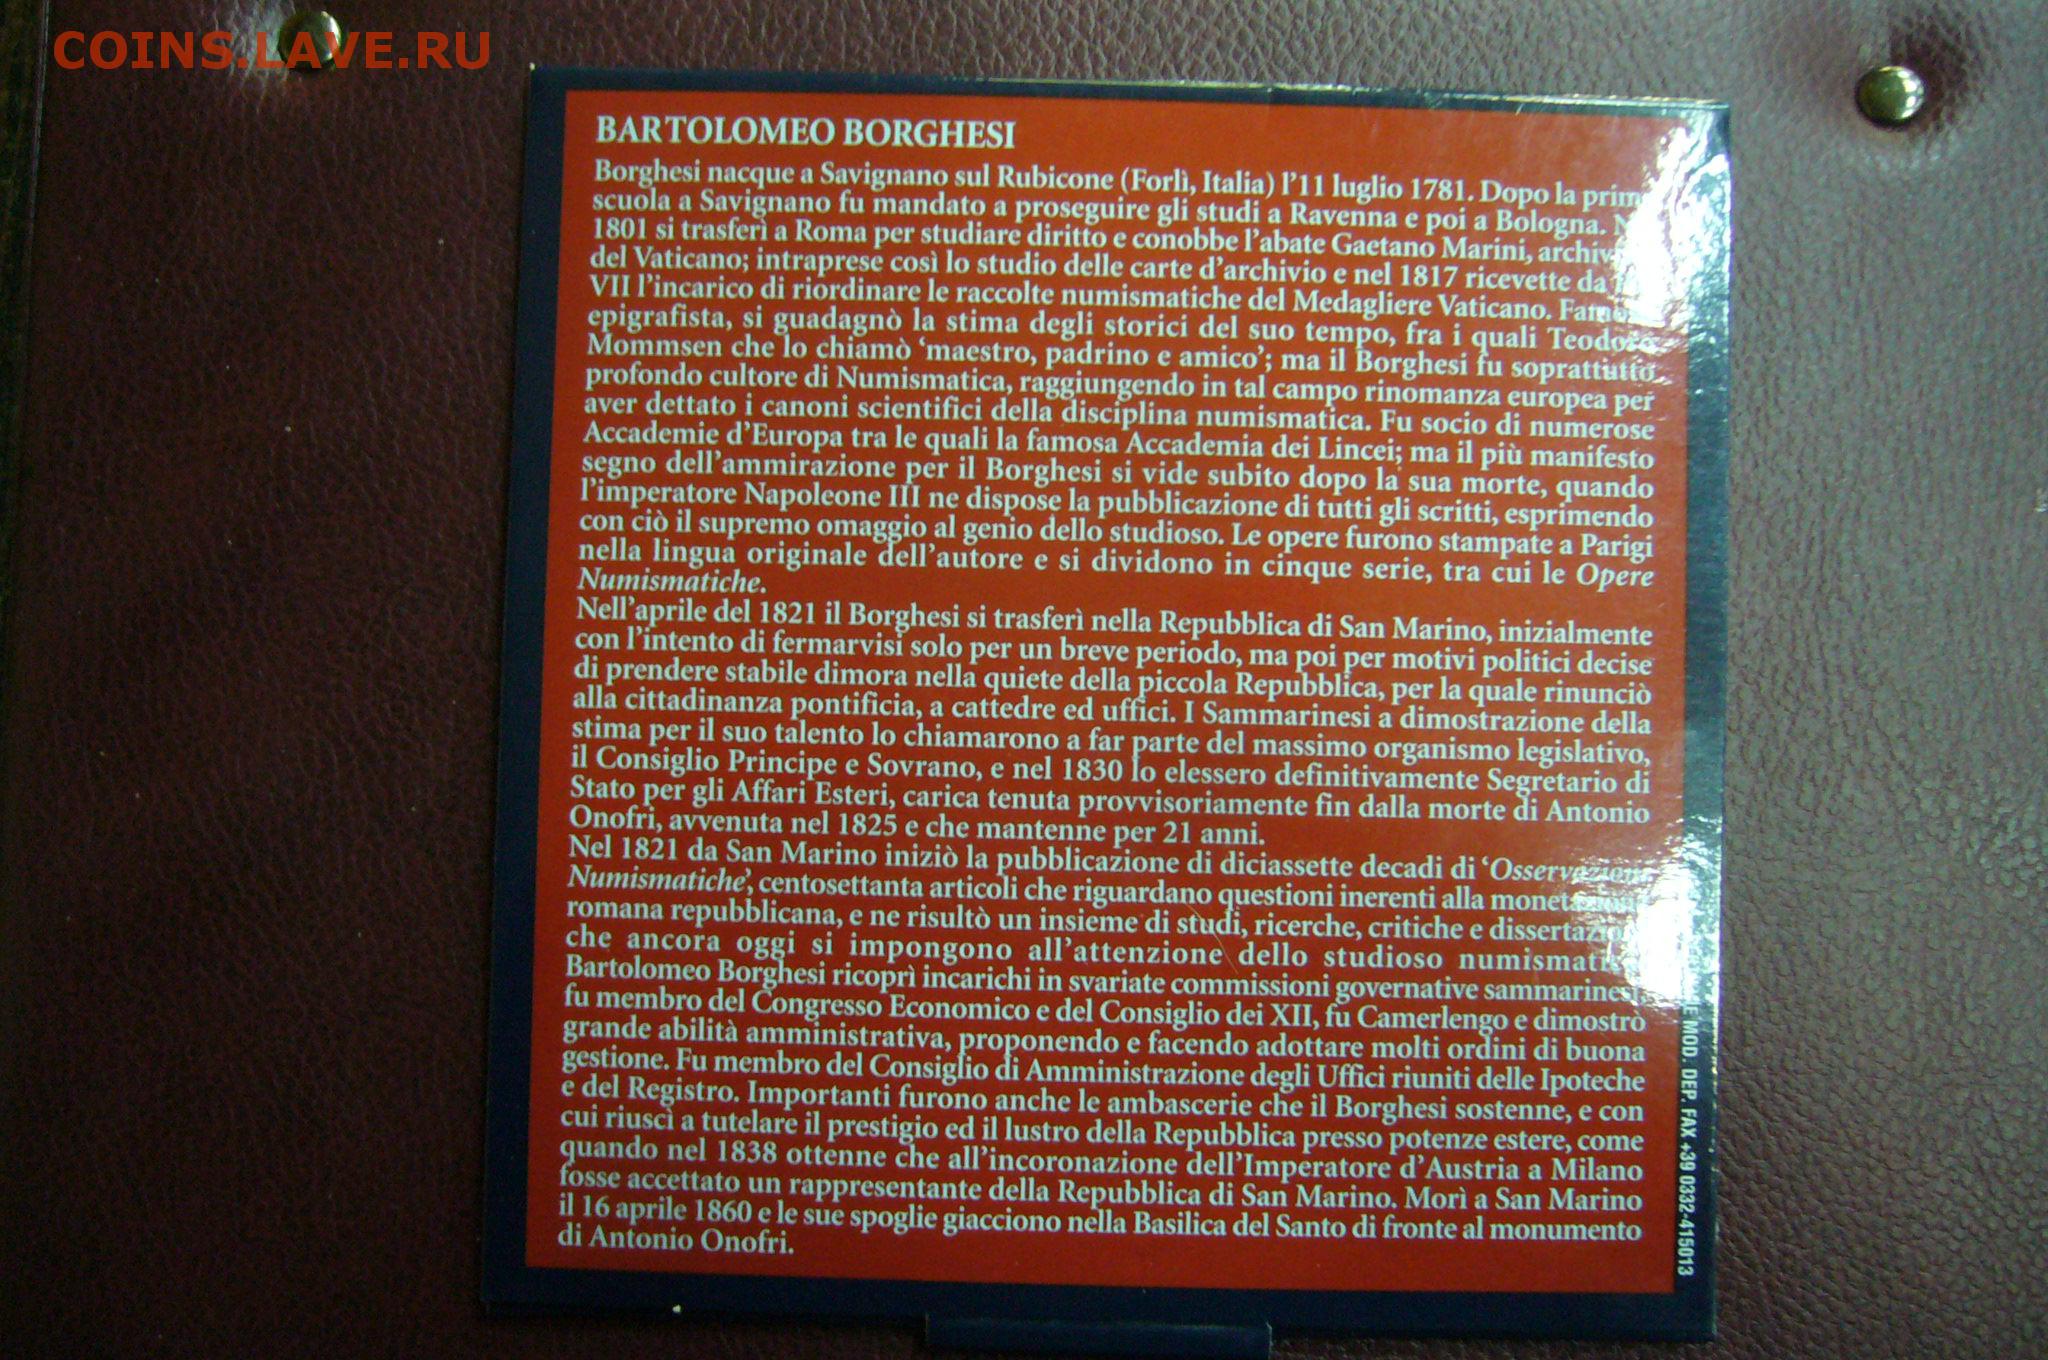 COINS.LAVE.RU
BARTOLOMEO BORGHESI
Borghesi nacque a Savignano sul Rubicone (Forlì, Italia) l'11 luglio 1781. Dopo la prima
scuola a Savignano fu mandato a proseguire gli studi a Ravenna e poi a Bologna.
1801 si trasferì a Roma per studiare diritto e conobbe l'abate Gaetano Marini,
del Vaticano; intraprese così lo studio delle carte d'archivio e nel 1817 ricevette da
VII l'incarico di riordinare le raccolte numismatiche del Medagliere Vaticano.
epigrafista, si guadagnò la stima degli storici del suo tempo, fra i quali Teodoro
Mommsen che lo chiamò 'maestro, padrino e amico'; ma il Borghesi fu soprattutto
profondo cultore di Numismatica, raggiungendo in tal campo rinomanza europea per
aver dettato i canoni scientifici della disciplina numismatica. Fu socio di numerose
Accademie d'Europa tra le quali la famosa Accademia dei Lincei; ma il più manifesto
segno dell'ammirazione per il Borghesi si vide subito dopo la sua morte, quando
l'imperatore Napoleone III ne dispose la pubblicazione di tutti gli scritti, esprimendo
con ciò il supremo omaggio al genio dello studioso. Le opere furono stampate a Parigi
nella lingua originale dell'autore e si dividono in cinque serie, tra cui le Opere
Numismatiche.
Nell'aprile del 1821 il Borghesi si trasferì nella Repubblica di San Marino, inizialmente
con l'intento di fermarvisi solo per un breve periodo, ma poi per motivi politici decise
di prendere stabile dimora nella quiete della piccola Repubblica, per la quale rinunciò
alla cittadinanza pontificia, a cattedre ed uffici. I Sammarinesi a dimostrazione della
stima per il suo talento lo chiamarono a far parte del massimo organismo legislativo,
il Consiglio Principe e Sovrano, e nel 1830 lo elessero definitivamente Segretario di
Stato per gli Affari Esteri, carica tenuta provvisoriamente fin dalla morte di Antonio
Onofri, avvenuta nel 1825 e che mantenne per 21 anni.
Nel 1821 da San Marino iniziò la pubblicazione di diciassette decadi di 'Osservazioni
Numismatiche', centosettanta articoli che riguardano questioni inerenti alla monetazione
romana repubblicana, e ne risultò un insieme di studi, ricerche, critiche e dissertazioni
che ancora oggi si impongono all'attenzione dello studioso
Bartolomeo Borghesi ricoprì incarichi in svariate commissioni governative sammarinesi,
fu membro del Congresso Economico e del Consiglio dei XII, fu Camerlengo e dimostrò
grande abilità amministrativa, proponendo e facendo adottare molti ordini di buona
gestione. Fu membro del Consiglio di Amministrazione degli Uffici riuniti delle Ipoteche
e del Registro. Importanti furono anche le ambascerie che il Borghesi sostenne, e con
cui riuscì a tutelare il prestigio ed il lustro della Repubblica presso potenze estere, come
quando nel 1838 ottenne che all'incoronazione dell'Imperatore d'Austria a Milano
fosse accettato un rappresentante della Repubblica di San Marino. Morì a San Marino
il 16 aprile 1860 e le sue spoglie giacciono nella Basilica del Santo di fronte al monumento
di Antonio Onofri.
MOD. DEP. FAX +39 0332-415013